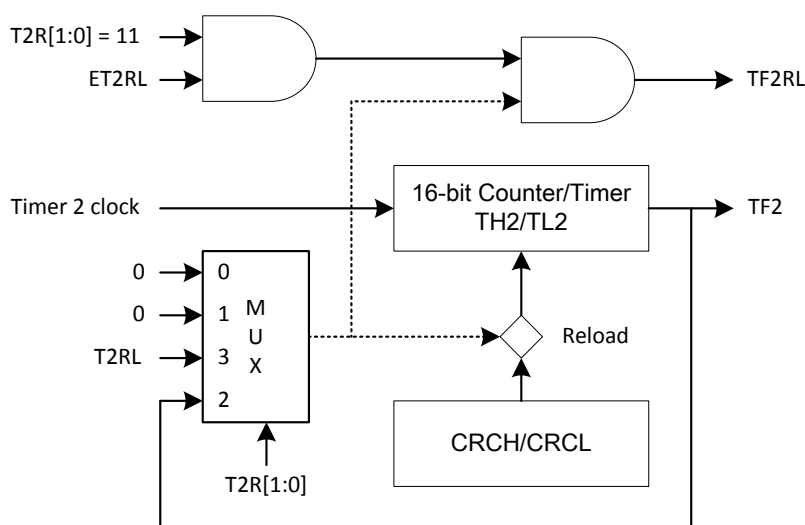 T2R[1:0] = 11
ET2RL
TF2RL
Timer 2 clock
16-bit Counter/Timer
TH2/TL2
TF2
0
0
0
1
T2RL
3
2
M
U
X
Reload
CRCH/CRCL
T2R[1:0]